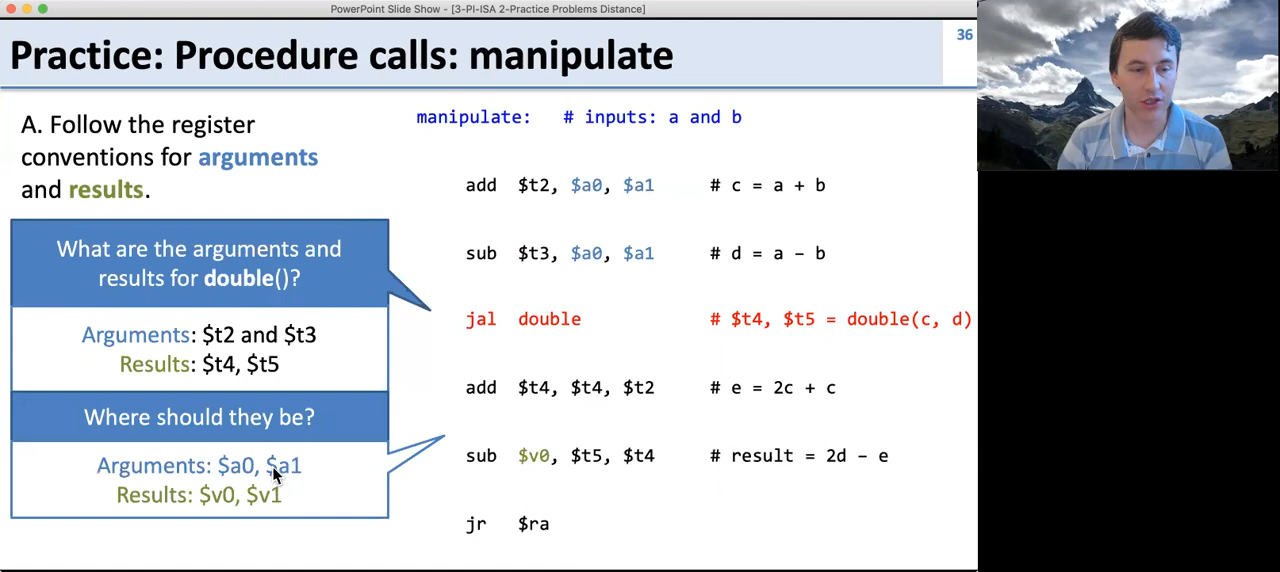 PowerPoint Slide Show - [3-PI-ISA 2-Practice Problems Distance]
Practice: Procedure calls: manipulate
36
A. Follow the register
conventions for arguments
and results.
What are the arguments and
results for double()?
Arguments: $t2 and $t3
Results: $t4, $t5
Where should they be?
Arguments: $a0, $a1
Results: $v0, $v1
manipulate: # inputs: a and b
add $t2, $a0, $a1 # c = a + b
sub $t3, $a0, $a1 # d = a - b
jal double # $t4, $t5 = double(c, d)
add $t4, $t4, $t2 # e = 2c + c
sub $v0, $t5, $t4 # result = 2d - e
jr $ra